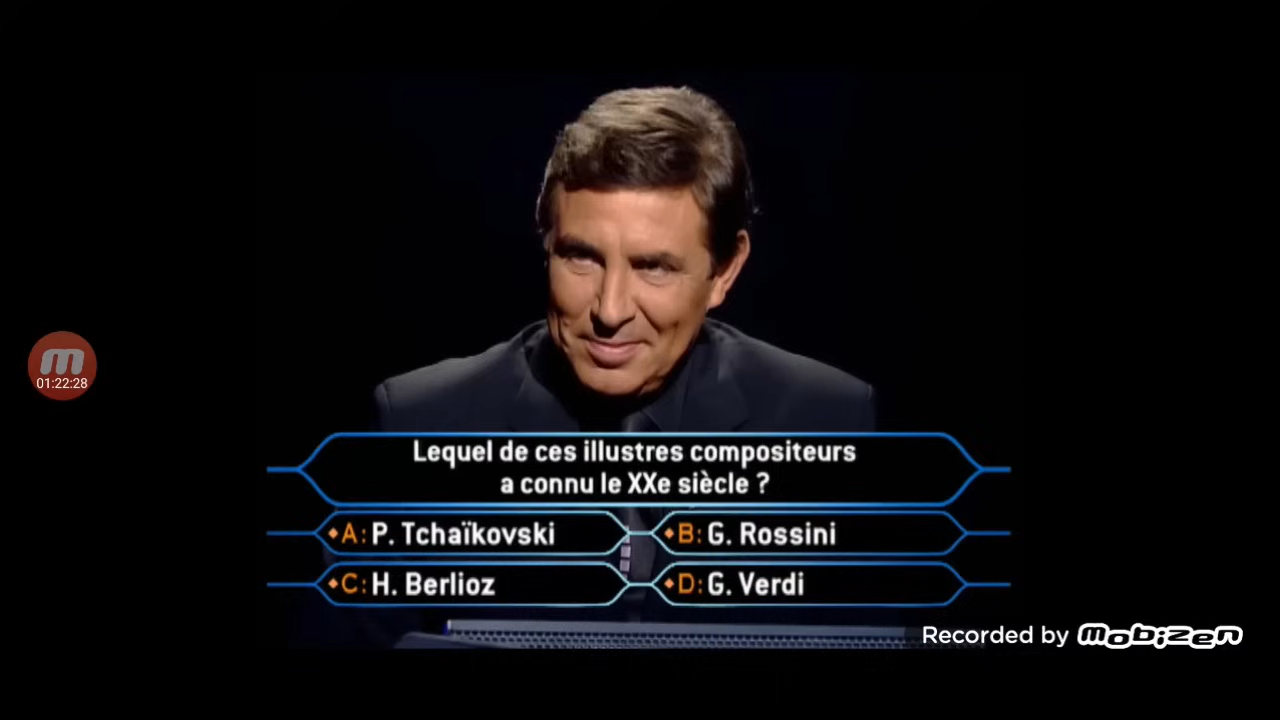 01:22:28
Lequel de ces illustres compositeurs
a connu le XXe siècle ?
A: P. Tchaïkovski
B: G. Rossini
C: H. Berlioz
D: G. Verdi
Recorded by mobizen